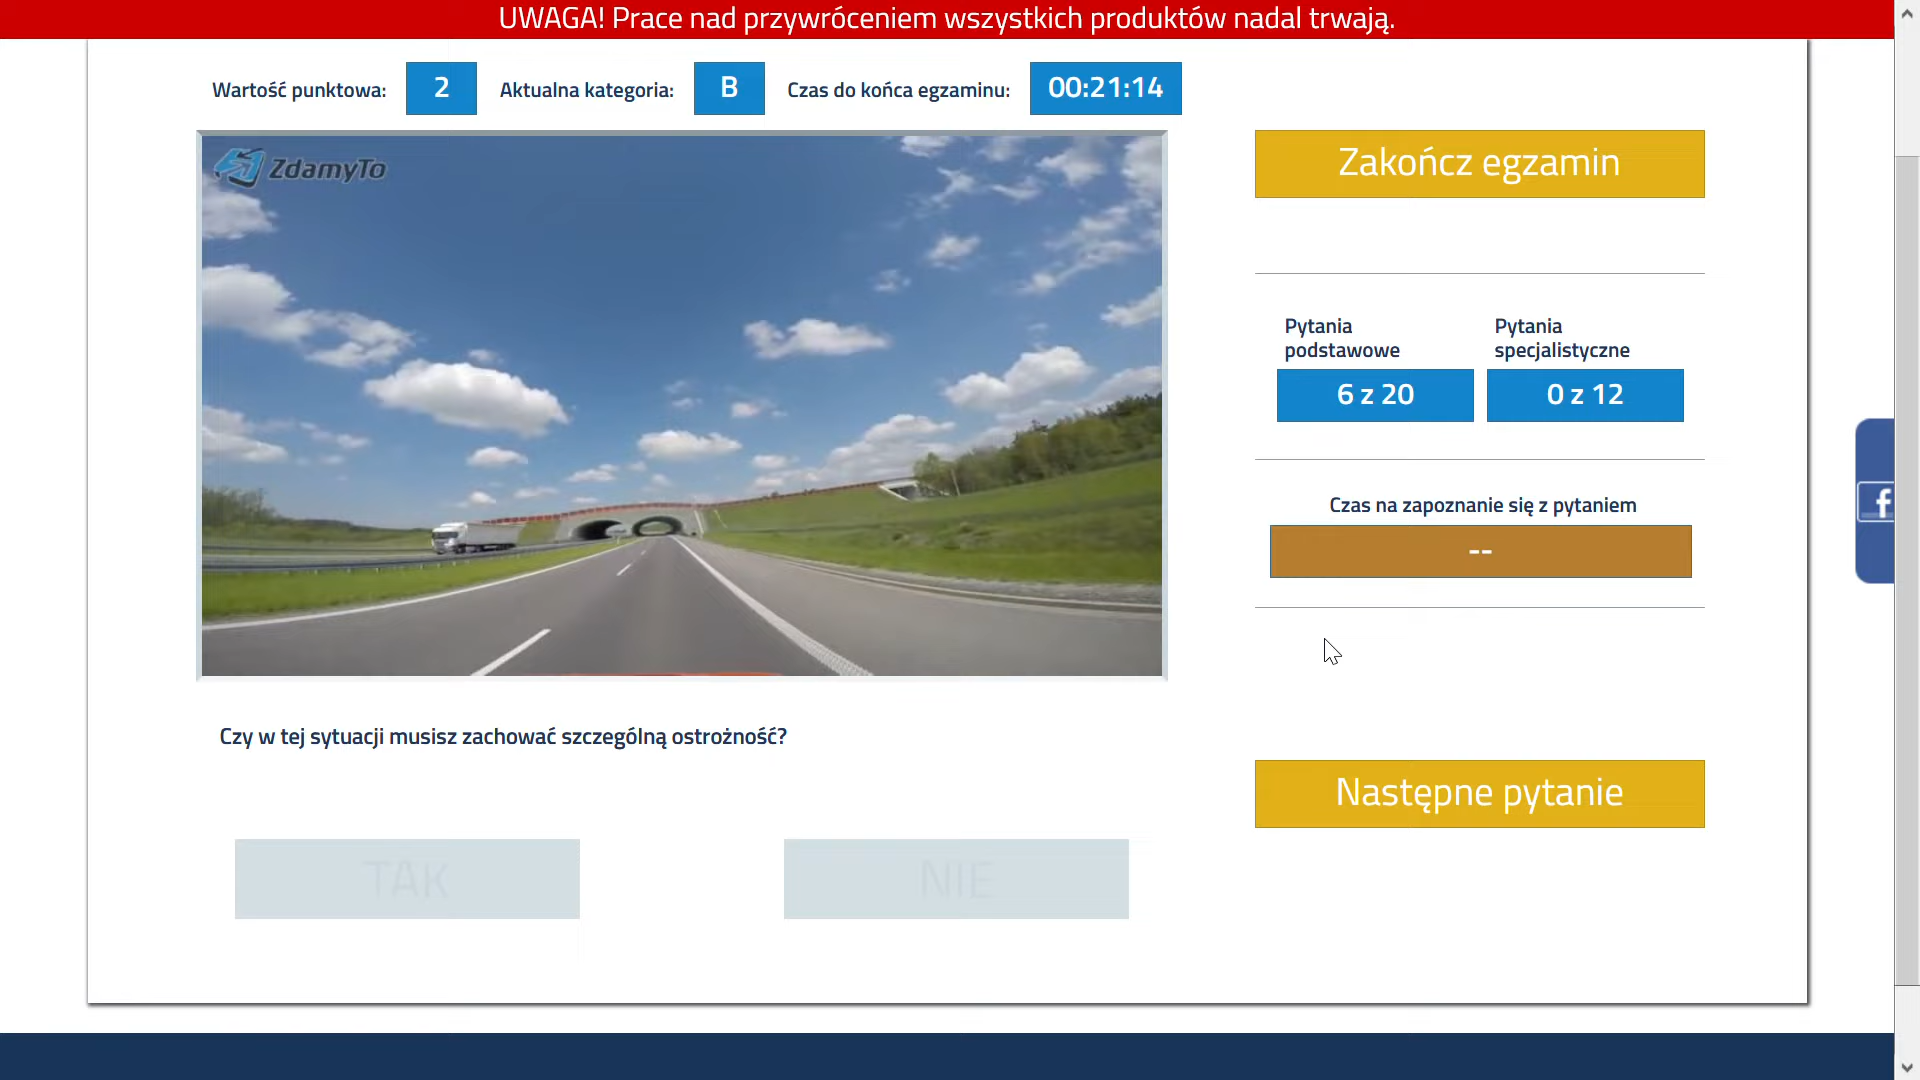 UWAGA! Prace nad przywróceniem wszystkich produktów nadal trwają.
Wartość punktowa: 2 Aktualna kategoria: B Czas do końca egzaminu: 00:21:14
ZdamyTo
Zakończ egzamin
Pytania podstawowe
Pytania specjalistyczne
6 z 20
0 z 12
Czas na zapoznanie się z pytaniem
--
Czy w tej sytuacji musisz zachować szczególną ostrożność?
Następne pytanie
TAK
NIE
f